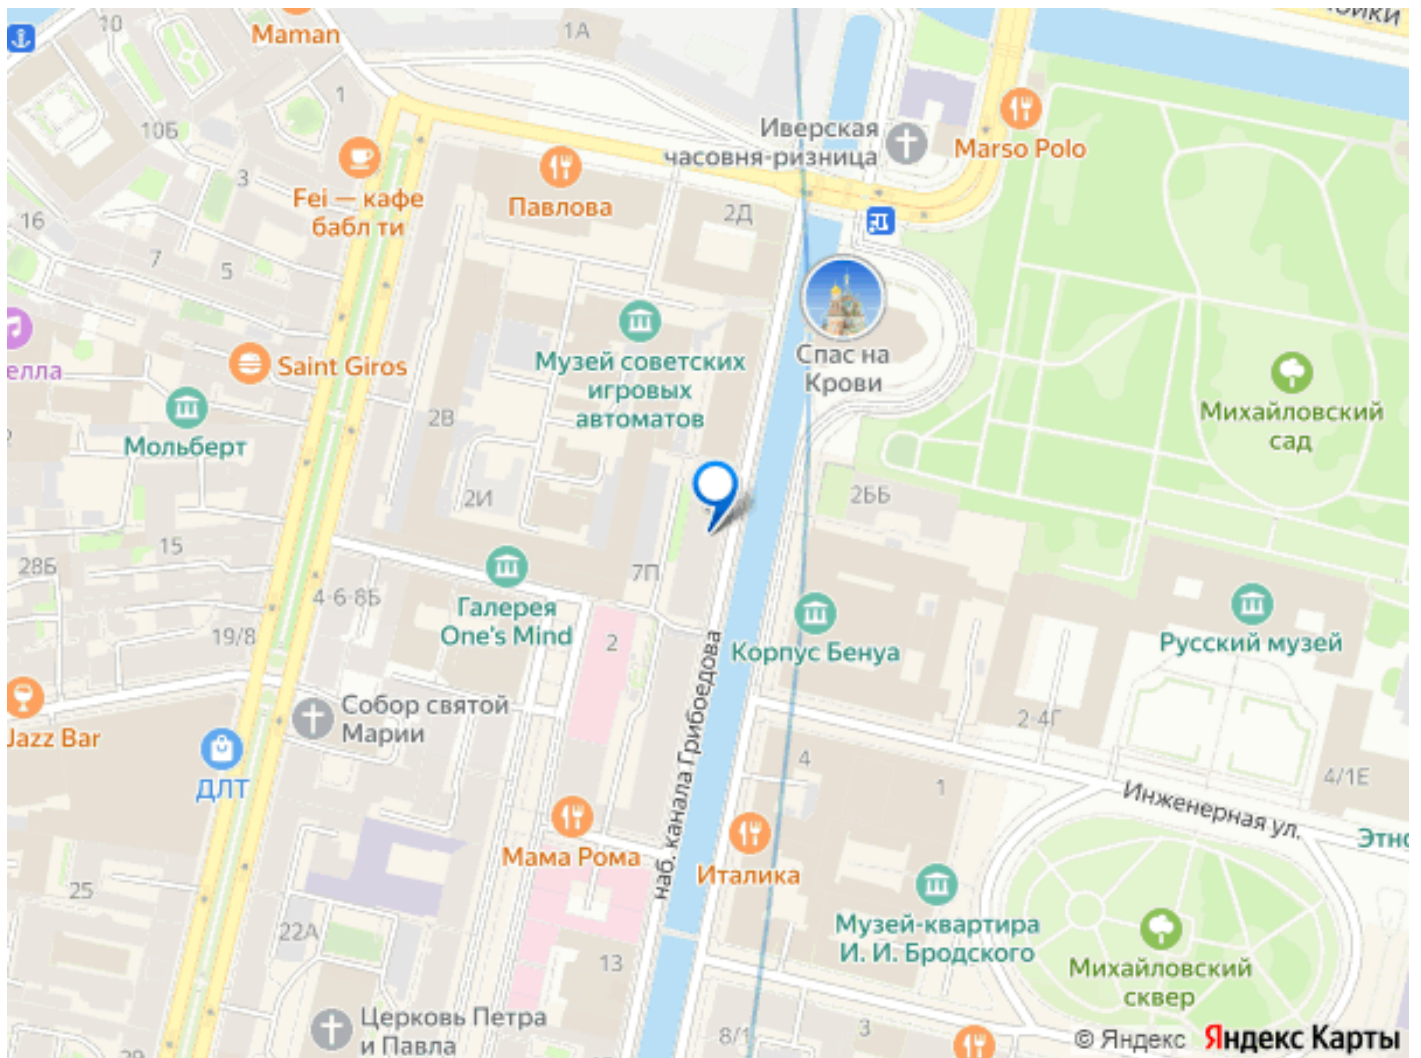 10
Maman
1А
1
10Б
Иверская
часовня-ризница
Marso Polo
3
Fei — кафе
бабл ти
Павлова
2Д
16
7
5
Спас на
Крови
Saint Giros
Музей советских
игровых
автоматов
елла
2В
Мольберт
Михайловский
сад
2И
2ББ
15
28Б
7П
4-6-8Б
Галерея
One's Mind
19/8
2
Корпус Бенуа
Русский музей
наб. канала Грибоедова
Собор святой
Марии
Jazz Bar
2-4Г
ДЛТ
4
1
4/1Е
Инженерная ул.
Этно
Мама Рома
Италика
25
Музей-квартира
И. И. Бродского
22А
13
Михайловский
сквер
Церковь Петра
и Павла
8/1
3
© Яндекс Яндекс Карты